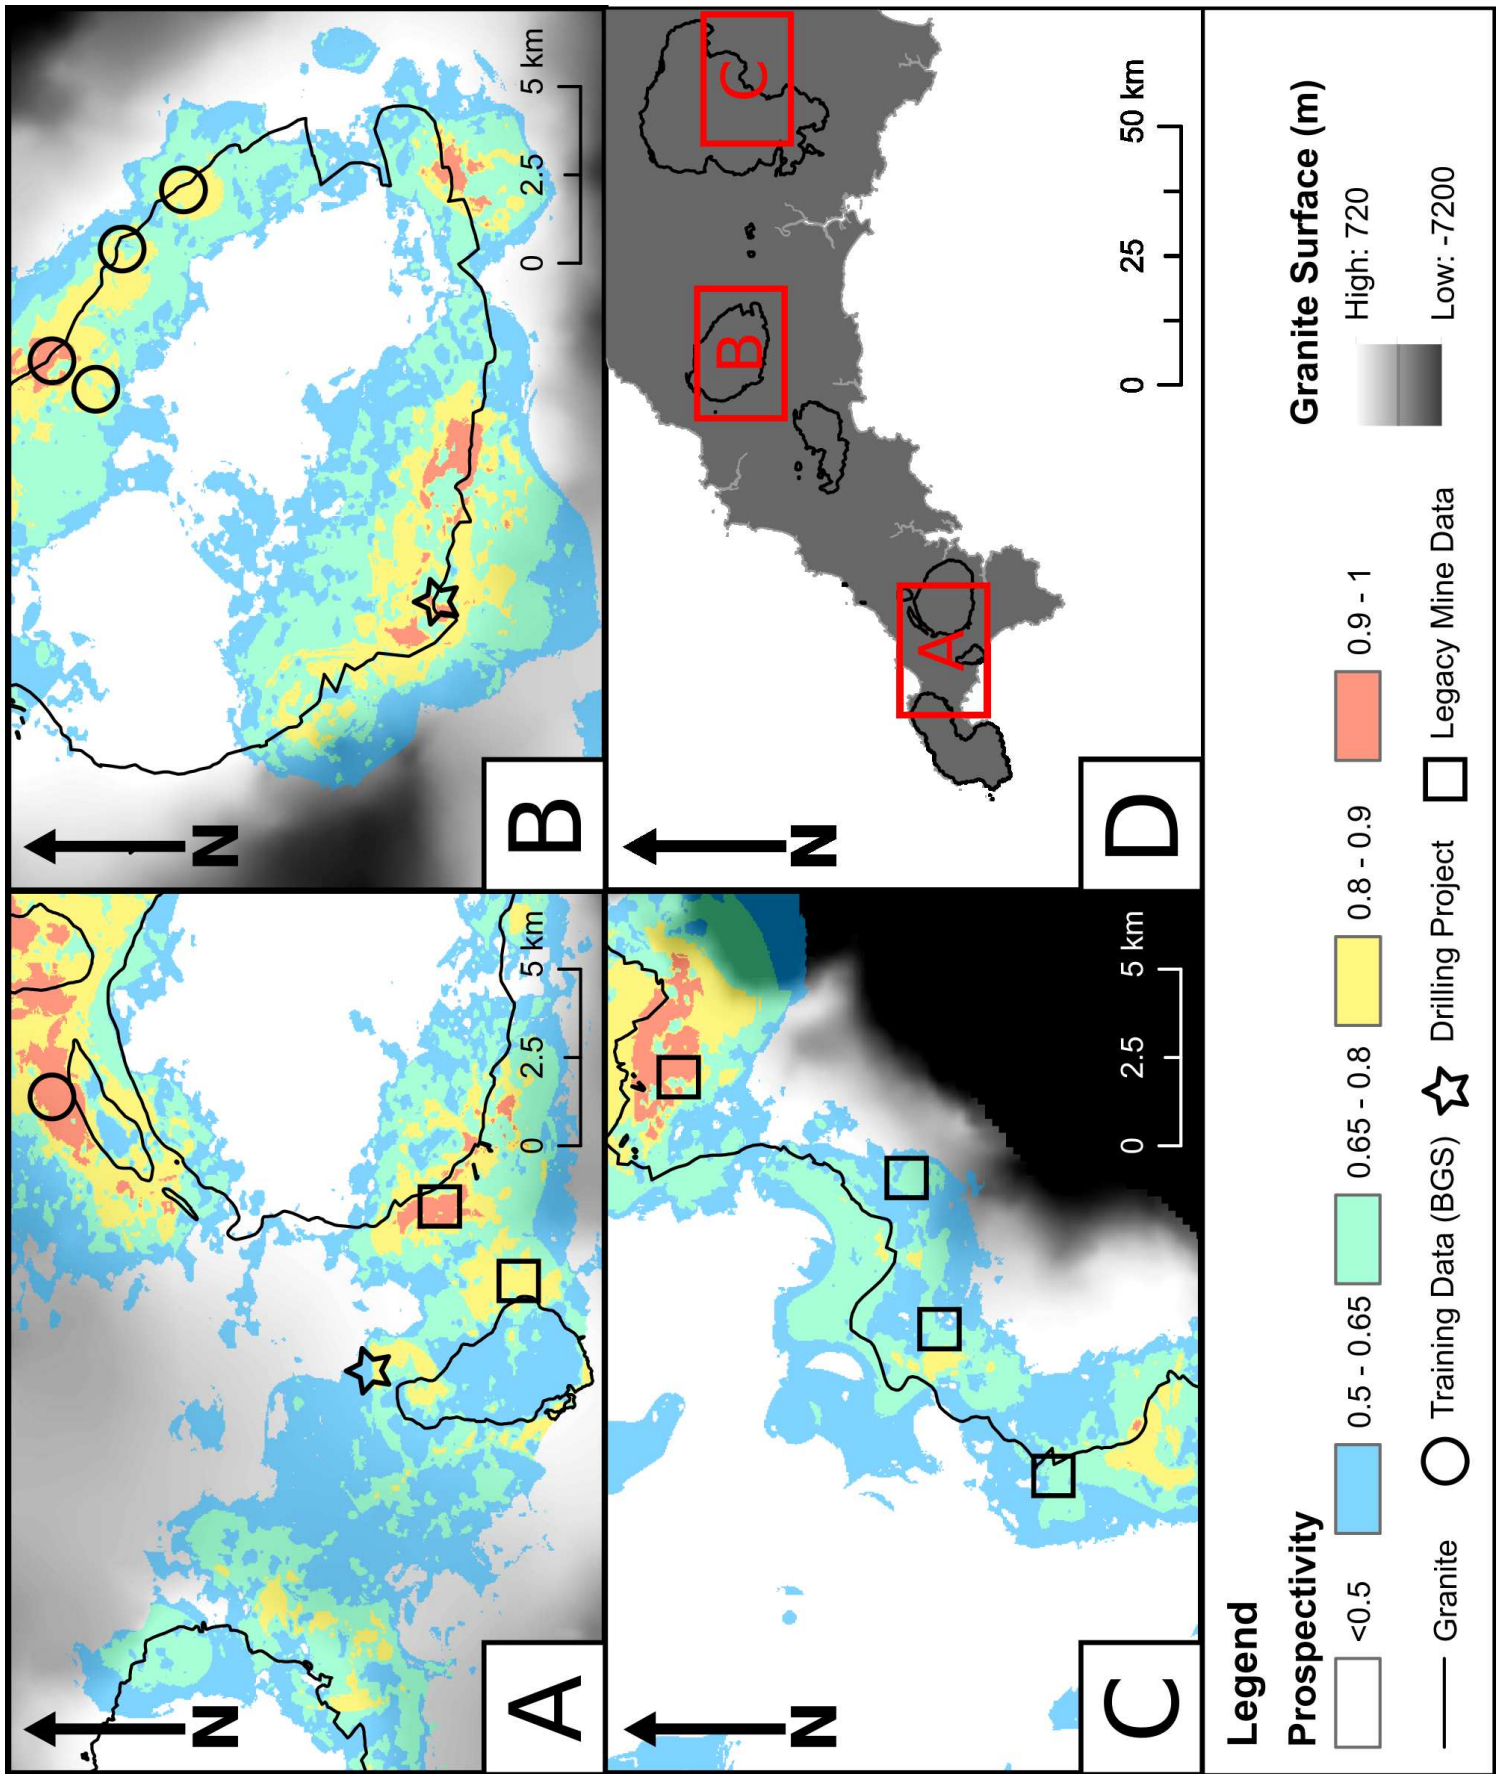 N
A
0 2.5 5 km
N
B
0 2.5 5 km
N
C
0 2.5 5 km
N
A
B
C
D
0 25 50 km
Legend
Prospectivity
<0.5 0.5 - 0.65 0.65 - 0.8 0.8 - 0.9 0.9 - 1
Granite Training Data (BGS) Drilling Project Legacy Mine Data
Granite Surface (m)
High: 720
Low: -7200